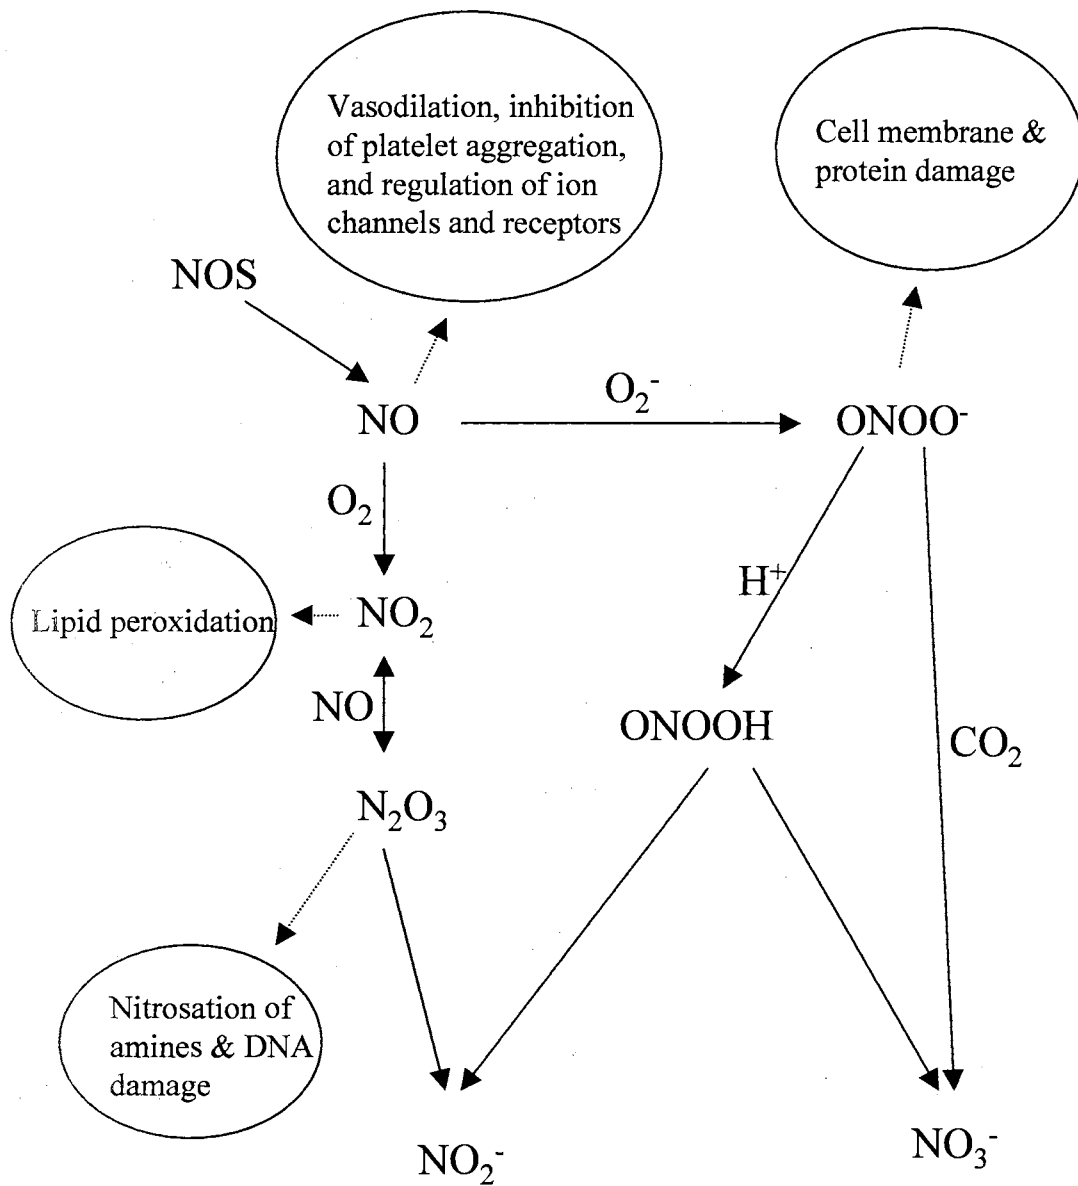 Vasodilation, inhibition
of platelet aggregation,
and regulation of ion
channels and receptors
Cell membrane &
protein damage
NOS
O₂⁻
NO
ONOO⁻
O₂
H⁺
Lipid peroxidation
NO₂
NO
ONOOH
CO₂
N₂O₃
Nitrosation of
amines & DNA
damage
NO₂⁻
NO₃⁻